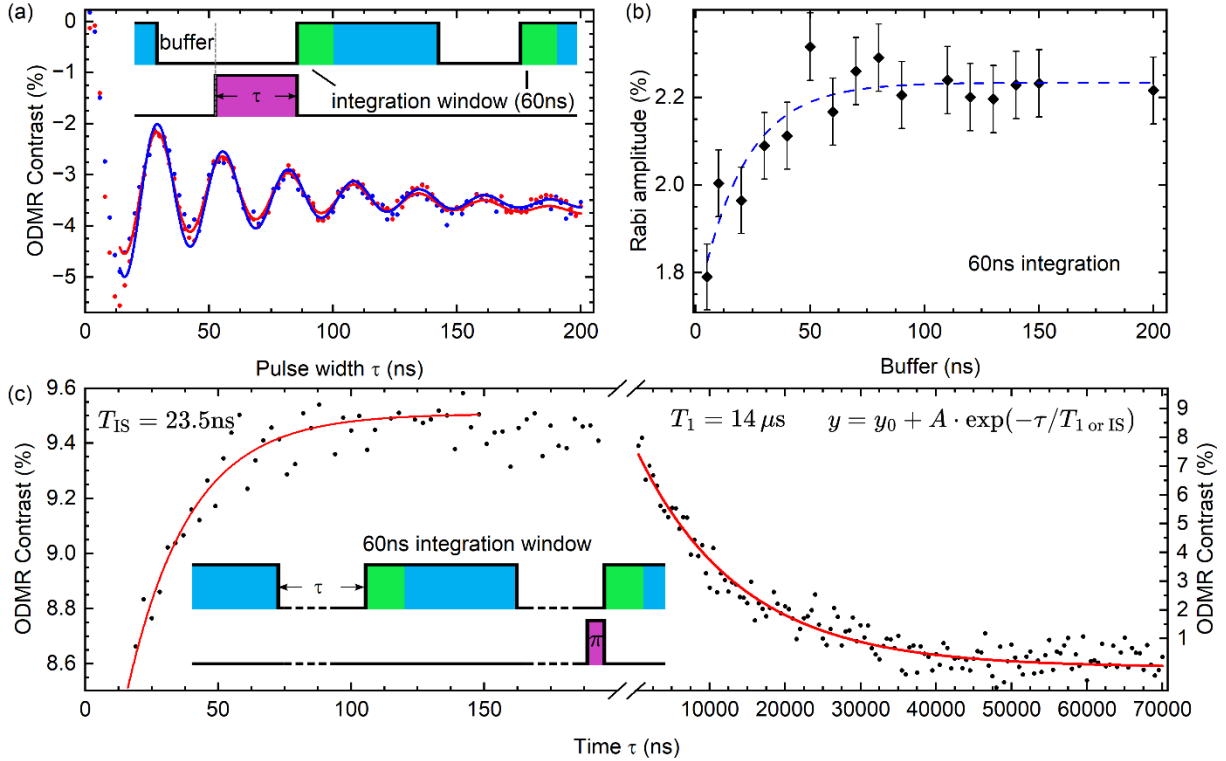 (a)
0
−1
−2
−3
−4
−5
ODMR Contrast (%)
buffer
τ
integration window (60ns)
0 50 100 150 200
Pulse width τ (ns)
(b)
2.2
2.0
1.8
Rabi amplitude (%)
60ns integration
0 50 100 150 200
Buffer (ns)
(c)
9.6
9.4
9.2
9.0
8.8
8.6
ODMR Contrast (%)
T_IS = 23.5ns
T_1 = 14 μs y = y_0 + A · exp(−τ/T_1 or IS)
60ns integration window
τ
π
9
8
7
6
5
4
3
2
1
ODMR Contrast (%)
0 50 100 150 10000 20000 30000 40000 50000 60000 70000
Time τ (ns)